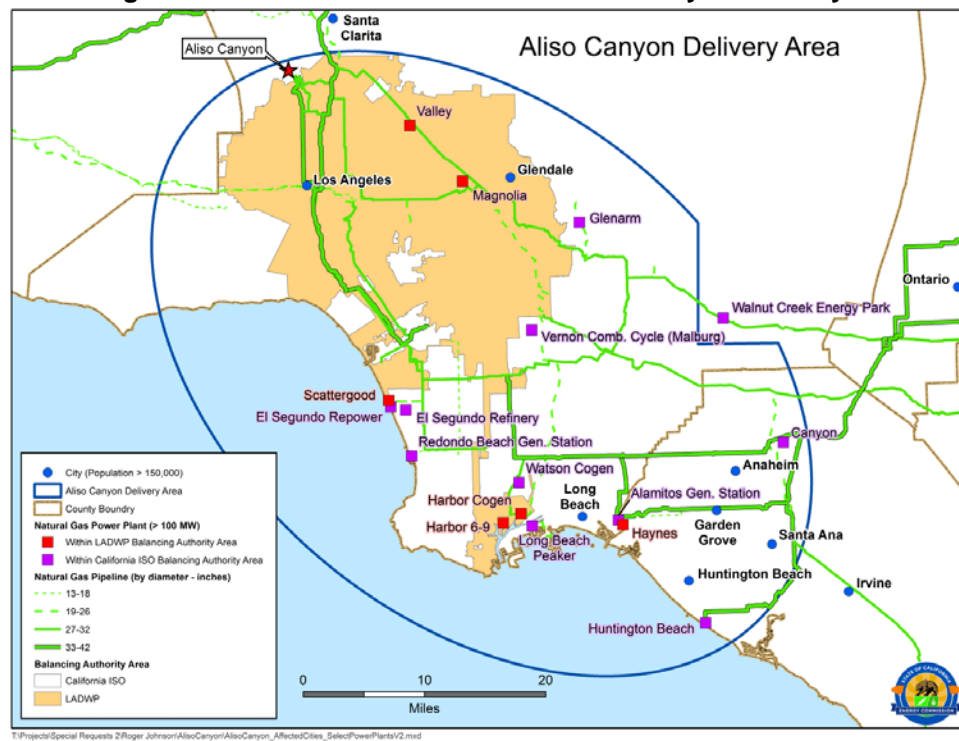 Aliso Canyon Delivery Area
Santa
Clarita
Aliso Canyon
Valley
Glendale
Los Angeles
Magnolia
Glenarm
Ontario
Walnut Creek Energy Park
Vernon Comb. Cycle (Malburg)
Scattergood
El Segundo Repower
El Segundo Refinery
Redondo Beach Gen. Station
Canyon
Watson Cogen
Anaheim
Harbor Cogen
Long
Beach
Alamitos Gen. Station
Harbor 6-9
Long Beach
Peaker
Haynes
Garden
Grove
Santa Ana
Huntington Beach
Irvine
Huntington Beach
City (Population > 150,000)
Aliso Canyon Delivery Area
County Boundry
Natural Gas Power Plant (> 100 MW)
Within LADWP Balancing Authority Area
Within California ISO Balancing Authority Area
Natural Gas Pipeline (by diameter - inches)
13-18
19-26
27-32
33-42
Balancing Authority Area
California ISO
LADWP
0 10 20
Miles
STATE OF CALIFORNIA
ENERGY COMMISSION
T:\Projects\Special Requests 2\Roger Johnson\AlisoCanyon\AlisoCanyon_AffectedCities_SelectPowerPlantsV2.mxd